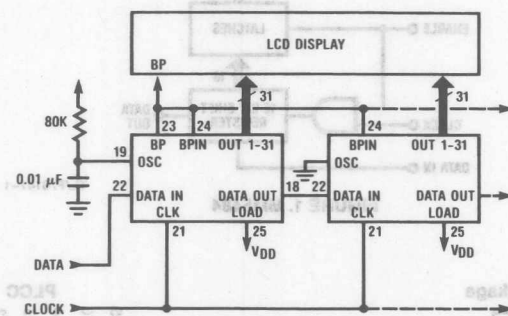 LCD DISPLAY
BP
31
31
80K
23
24
24
BP
BPIN
OUT 1-31
BPIN
OUT 1-31
19
OSC
OSC
0.01 µF
22
DATA IN
DATA OUT
18
22
DATA IN
DATA OUT
CLK
LOAD
CLK
LOAD
21
25
21
25
VDD
VDD
DATA
CLOCK